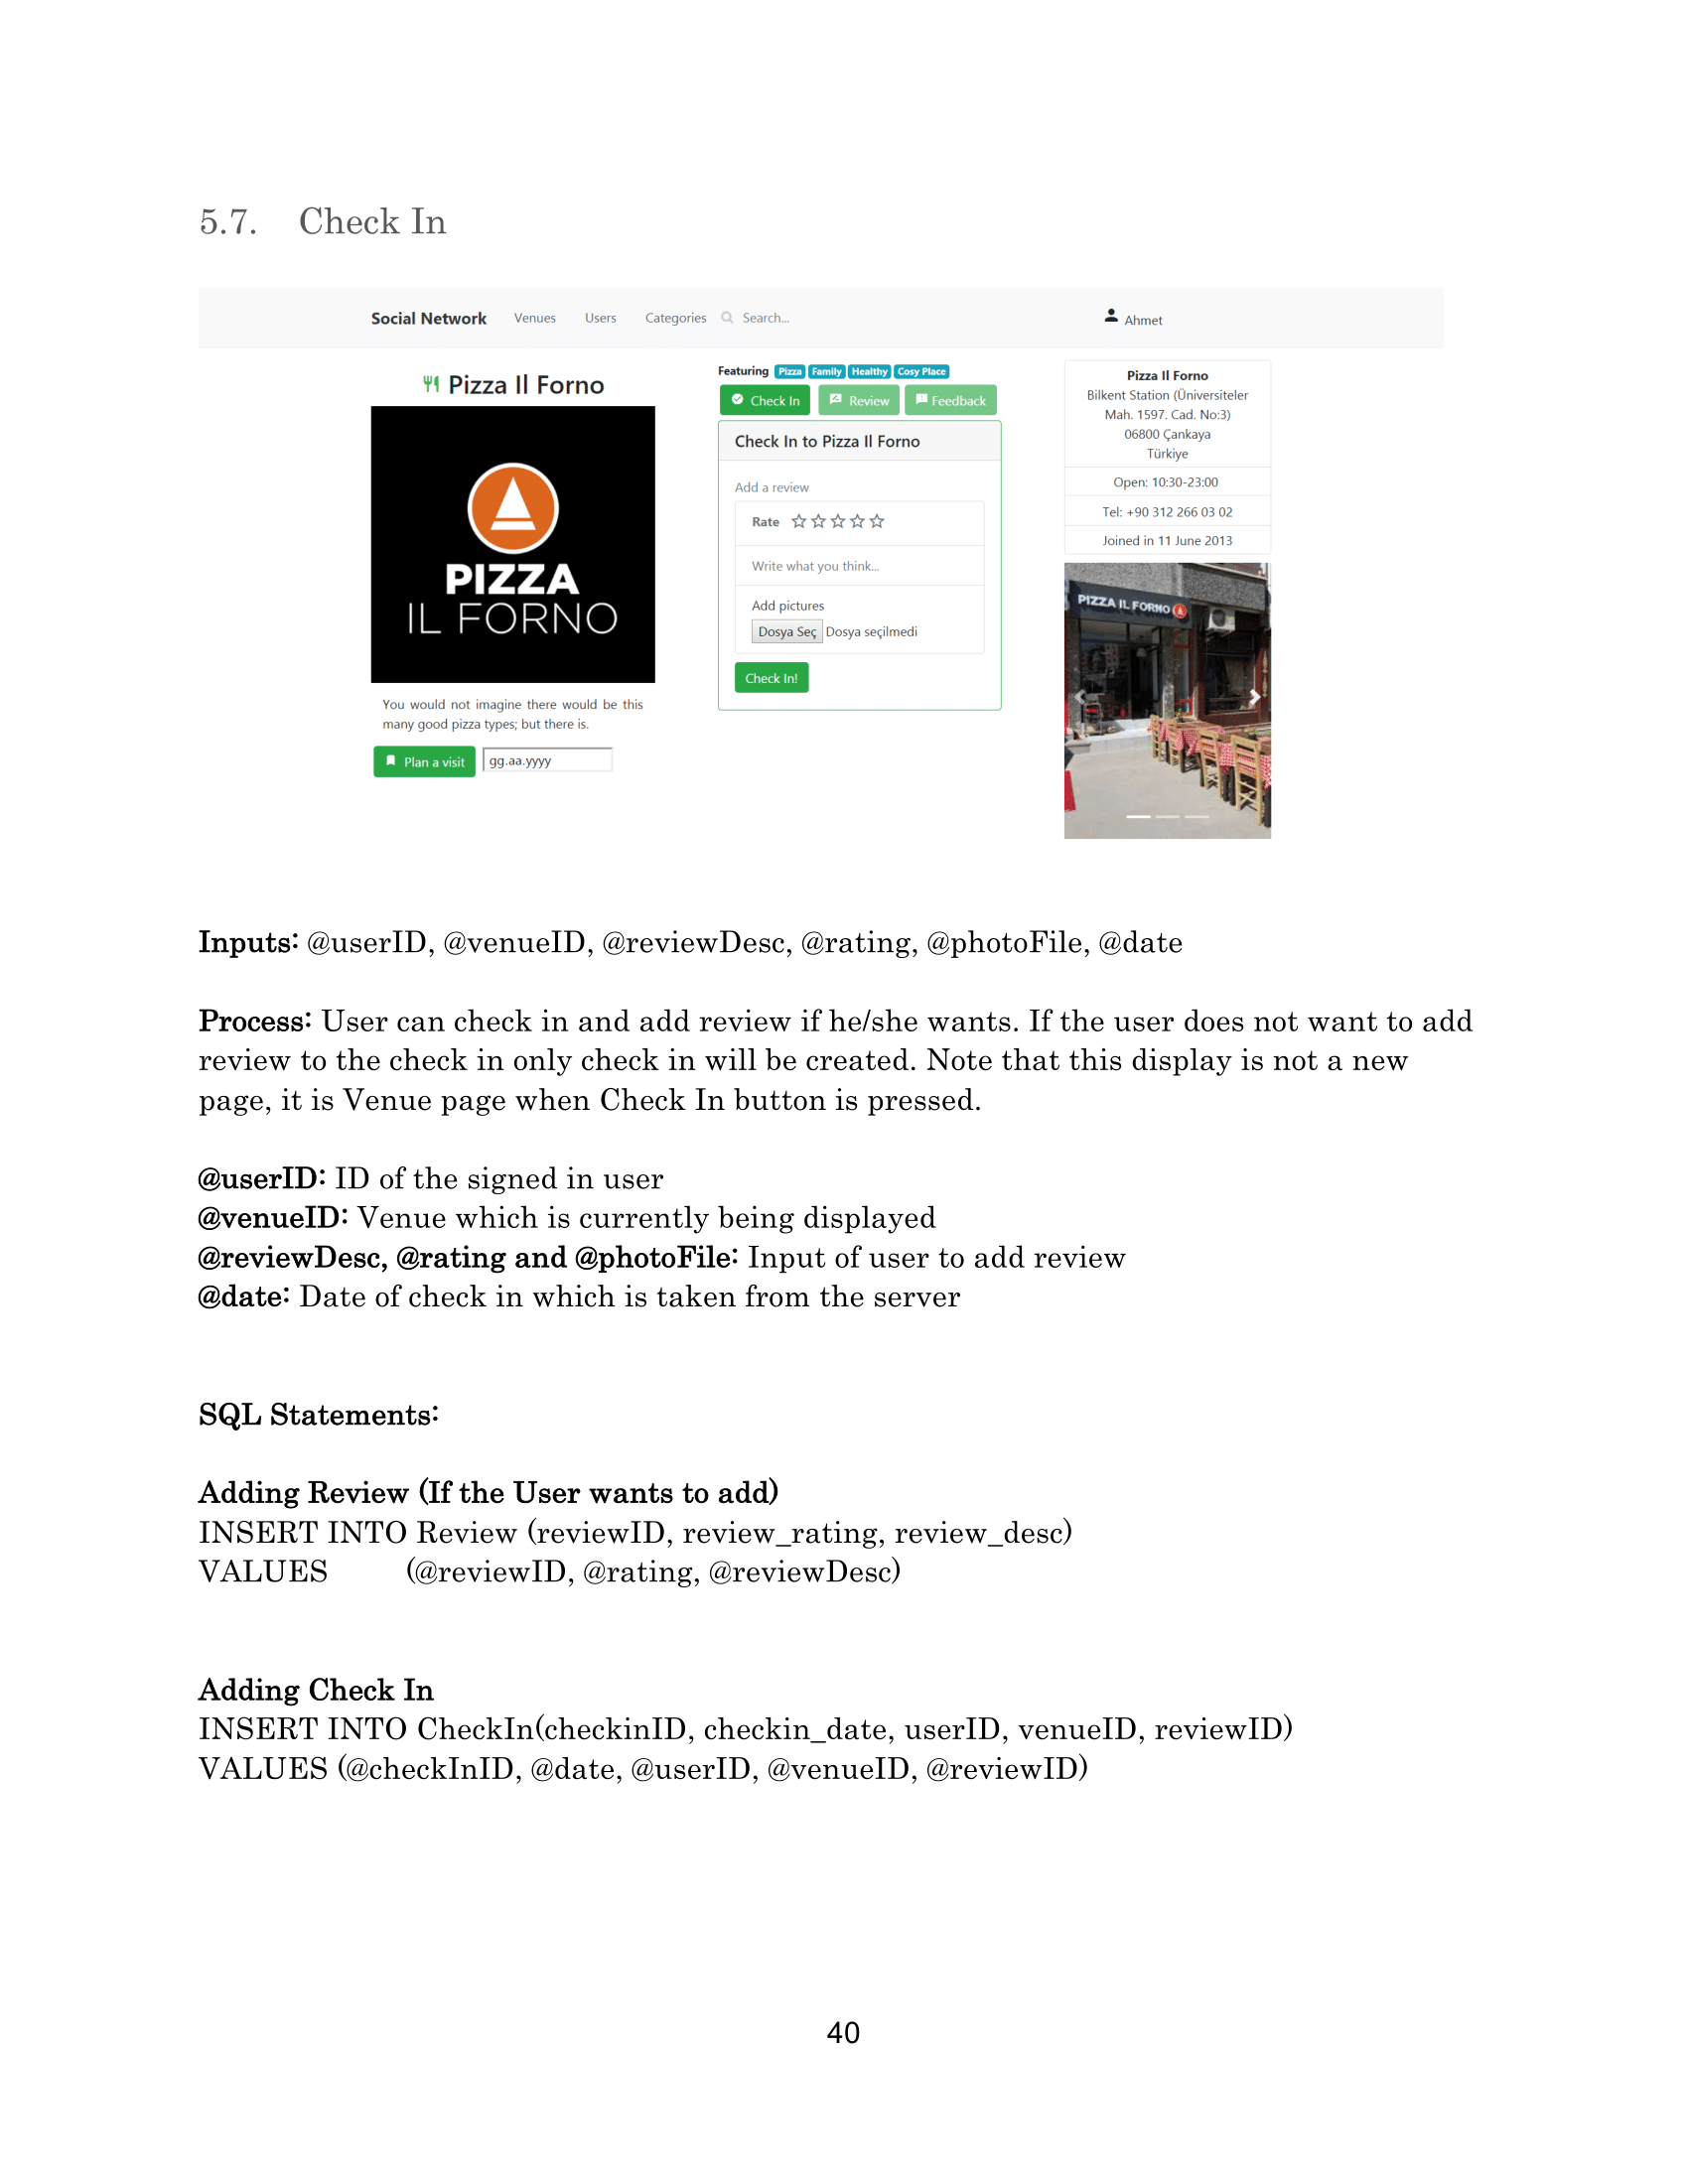 5.7. Check In
Social Network Venues Users Categories Search... Ahmet
Pizza Il Forno
PIZZA
IL FORNO
You would not imagine there would be this
many good pizza types; but there is.
Plan a visit gg.aa.yyyy
Featuring Pizza Family Healthy Cosy Place
Check In Review Feedback
Check In to Pizza Il Forno
Add a review
Rate
Write what you think...
Add pictures
Dosya Seç Dosya seçilmedi
Check In!
Pizza Il Forno
Bilkent Station (Üniversiteler
Mah. 1597. Cad. No:3)
06800 Çankaya
Türkiye
Open: 10:30-23:00
Tel: +90 312 266 03 02
Joined in 11 June 2013
PIZZA IL FORNO
Inputs: @userID, @venueID, @reviewDesc, @rating, @photoFile, @date
Process: User can check in and add review if he/she wants. If the user does not want to add
review to the check in only check in will be created. Note that this display is not a new
page, it is Venue page when Check In button is pressed.
@userID: ID of the signed in user
@venueID: Venue which is currently being displayed
@reviewDesc, @rating and @photoFile: Input of user to add review
@date: Date of check in which is taken from the server
SQL Statements:
Adding Review (If the User wants to add)
INSERT INTO Review (reviewID, review_rating, review_desc)
VALUES (@reviewID, @rating, @reviewDesc)
Adding Check In
INSERT INTO CheckIn(checkinID, checkin_date, userID, venueID, reviewID)
VALUES (@checkInID, @date, @userID, @venueID, @reviewID)
40